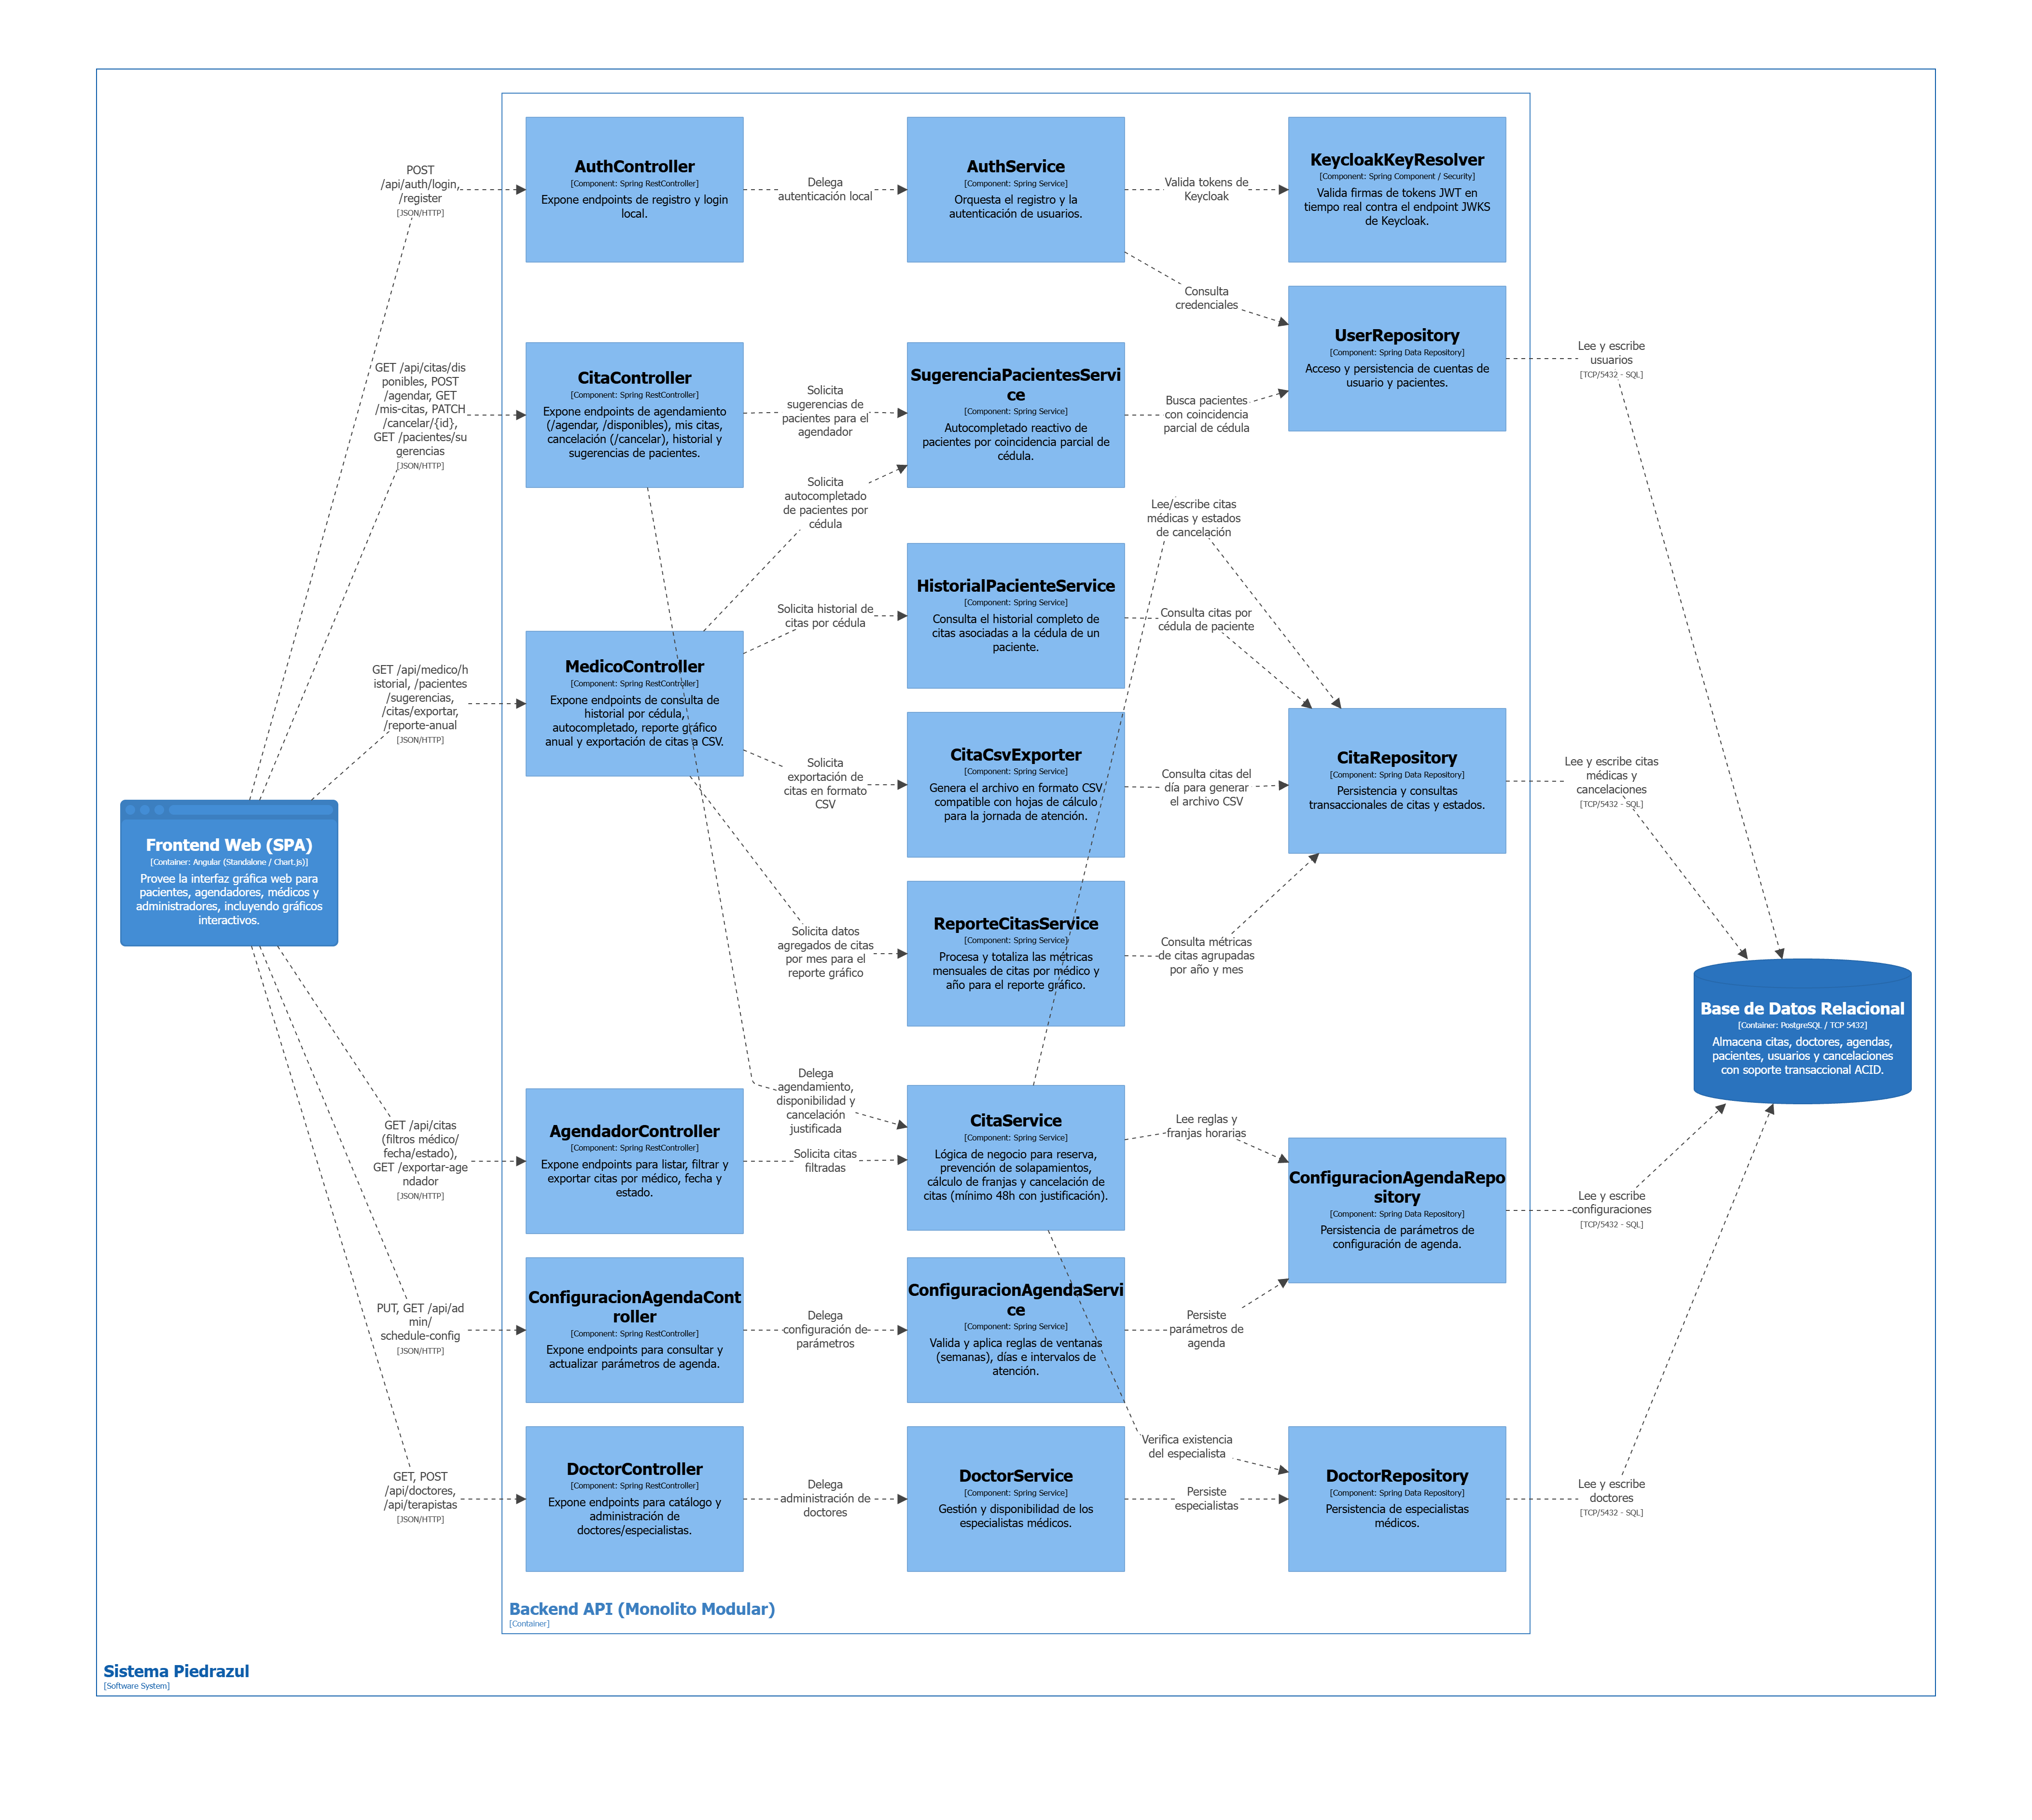 POST
/api/auth/login,
/register
[JSON/HTTP]
AuthController
[Component: Spring RestController]
Expone endpoints de registro y login
local.
Delega
autenticación local
AuthService
[Component: Spring Service]
Orquesta el registro y la
autenticación de usuarios.
Valida tokens de
Keycloak
KeycloakKeyResolver
[Component: Spring Component / Security]
Valida firmas de tokens JWT en
tiempo real contra el endpoint JWKS
de Keycloak.
Consulta
credenciales
UserRepository
[Component: Spring Data Repository]
Acceso y persistencia de cuentas de
usuario y pacientes.
Lee y escribe
usuarios
[TCP/5432 - SQL]
GET /api/citas/dis
ponibles, POST
/agendar, GET
/mis-citas, PATCH
/cancelar/{id},
GET /pacientes/su
gerencias
[JSON/HTTP]
CitaController
[Component: Spring RestController]
Expone endpoints de agendamiento
(/agendar, /disponibles), mis citas,
cancelación (/cancelar), historial y
sugerencias de pacientes.
Solicita
sugerencias de
pacientes para el
agendador
SugerenciaPacientesServi
ce
[Component: Spring Service]
Autocompletado reactivo de
pacientes por coincidencia parcial de
cédula.
Busca pacientes
con coincidencia
parcial de cédula
Solicita
autocompletado
de pacientes por
cédula
Lee/escribe citas
médicas y estados
de cancelación
GET /api/medico/h
istorial, /pacientes
/sugerencias,
/citas/exportar,
/reporte-anual
[JSON/HTTP]
MedicoController
[Component: Spring RestController]
Expone endpoints de consulta de
historial por cédula,
autocompletado, reporte gráfico
anual y exportación de citas a CSV.
Solicita historial de
citas por cédula
HistorialPacienteService
[Component: Spring Service]
Consulta el historial completo de
citas asociadas a la cédula de un
paciente.
Consulta citas por
cédula de paciente
Solicita
exportación de
citas en formato
CSV
CitaCsvExporter
[Component: Spring Service]
Genera el archivo en formato CSV
compatible con hojas de cálculo
para la jornada de atención.
Consulta citas del
día para generar
el archivo CSV
CitaRepository
[Component: Spring Data Repository]
Persistencia y consultas
transaccionales de citas y estados.
Lee y escribe citas
médicas y
cancelaciones
[TCP/5432 - SQL]
Frontend Web (SPA)
[Container: Angular (Standalone / Chart.js)]
Provee la interfaz gráfica web para
pacientes, agendadores, médicos y
administradores, incluyendo gráficos
interactivos.
Solicita datos
agregados de citas
por mes para el
reporte gráfico
ReporteCitasService
[Component: Spring Service]
Procesa y totaliza las métricas
mensuales de citas por médico y
año para el reporte gráfico.
Consulta métricas
de citas agrupadas
por año y mes
Base de Datos Relacional
[Container: PostgreSQL / TCP 5432]
Almacena citas, doctores, agendas,
pacientes, usuarios y cancelaciones
con soporte transaccional ACID.
GET /api/citas
(filtros médico/
fecha/estado),
GET /exportar-age
ndador
[JSON/HTTP]
AgendadorController
[Component: Spring RestController]
Expone endpoints para listar, filtrar y
exportar citas por médico, fecha y
estado.
Delega
agendamiento,
disponibilidad y
cancelación
justificada
Solicita citas
filtradas
CitaService
[Component: Spring Service]
Lógica de negocio para reserva,
prevención de solapamientos,
cálculo de franjas y cancelación de
citas (mínimo 48h con justificación).
Lee reglas y
franjas horarias
ConfiguracionAgendaRepo
sitory
[Component: Spring Data Repository]
Persistencia de parámetros de
configuración de agenda.
Lee y escribe
configuraciones
[TCP/5432 - SQL]
PUT, GET /api/ad
min/
schedule-config
[JSON/HTTP]
ConfiguracionAgendaCont
roller
[Component: Spring RestController]
Expone endpoints para consultar y
actualizar parámetros de agenda.
Delega
configuración de
parámetros
ConfiguracionAgendaServi
ce
[Component: Spring Service]
Valida y aplica reglas de ventanas
(semanas), días e intervalos de
atención.
Persiste
parámetros de
agenda
Verifica existencia
del especialista
GET, POST
/api/doctores,
/api/terapistas
[JSON/HTTP]
DoctorController
[Component: Spring RestController]
Expone endpoints para catálogo y
administración de
doctores/especialistas.
Delega
administración de
doctores
DoctorService
[Component: Spring Service]
Gestión y disponibilidad de los
especialistas médicos.
Persiste
especialistas
DoctorRepository
[Component: Spring Data Repository]
Persistencia de especialistas
médicos.
Lee y escribe
doctores
[TCP/5432 - SQL]
Backend API (Monolito Modular)
[Container]
Sistema Piedrazul
[Software System]